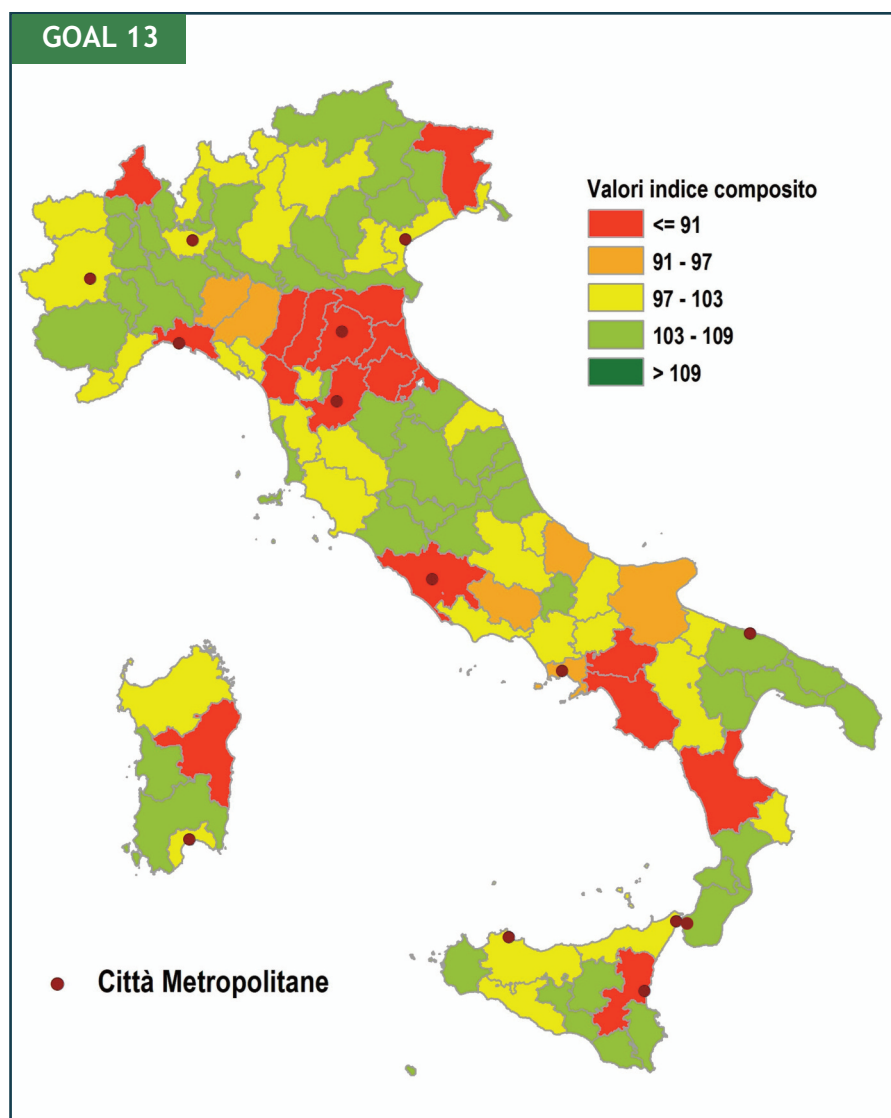 GOAL 13
Valori indice composito
<= 91
91 - 97
97 - 103
103 - 109
> 109
Città Metropolitane